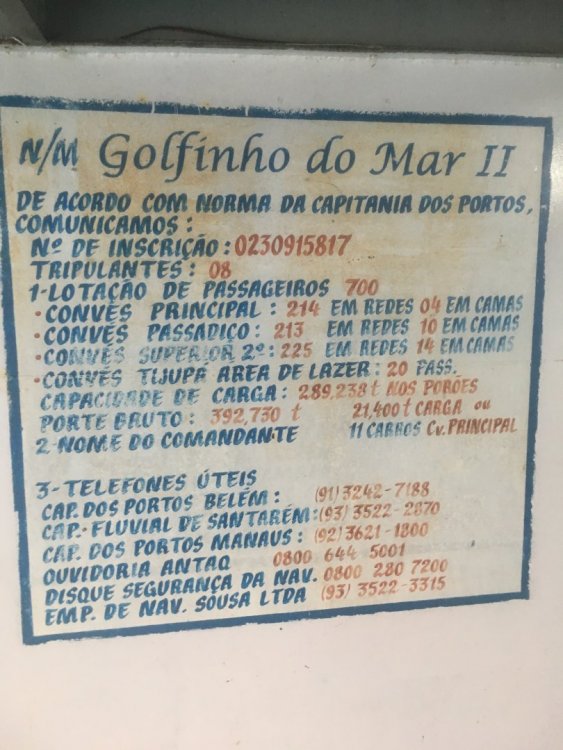 N/M Golfinho do Mar II
DE ACORDO COM NORMA DA CAPITANIA DOS PORTOS,
COMUNICAMOS:
Nº DE INSCRIÇÃO: 0230915817
TRIPULANTES: 08
1-LOTAÇÃO DE PASSAGEIROS 700
• CONVÉS PRINCIPAL: 214 EM REDES 04 EM CAMAS
• CONVÉS PASSADIÇO: 213 EM REDES 10 EM CAMAS
• CONVÉS SUPERIOR 2º: 225 EM REDES 14 EM CAMAS
• CONVÉS TIJUPÁ AREA DE LAZER: 20 PASS.
CAPACIDADE DE CARGA: 289,238 t NOS PORÕES
PORTE BRUTO: 392,730 t 21,400 t CARGA ou
2-NOME DO COMANDANTE 11 CARROS Cv. PRINCIPAL
3-TELEFONES ÚTEIS
CAP. DOS PORTOS BELÉM: (91) 3242-7188
CAP. FLUVIAL DE SANTARÉM: (93) 3522-2870
CAP. DOS PORTOS MANAUS: (92) 3621-1800
OUVIDORIA ANTAQ 0800 644 5001
DISQUE SEGURANÇA DA NAV. 0800 280 7200
EMP. DE NAV. SOUSA LTDA (93) 3522-3315